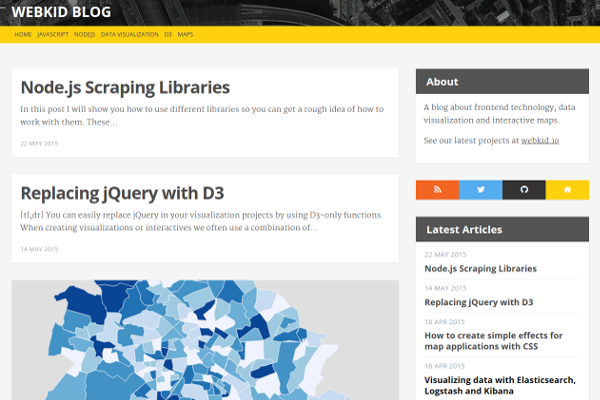 WEBKID BLOG
HOME JAVASCRIPT NODEJS DATA VISUALIZATION D3 MAPS
Node.js Scraping Libraries
In this post I will show you how to use different libraries so you can get a rough idea of how to
work with them. These...
22 MAY 2015
Replacing jQuery with D3
[tl,dr] You can easily replace jQuery in your visualization projects by using D3-only functions.
When creating visualizations or interactives we often use a combination of...
14 MAY 2015
About
A blog about frontend technology, data
visualization and interactive maps.
See our latest projects at webkid.io
Latest Articles
22 MAY 2015
Node.js Scraping Libraries
14 MAY 2015
Replacing jQuery with D3
16 APR 2015
How to create simple effects for
map applications with CSS
16 APR 2015
Visualizing data with Elasticsearch,
Logstash and Kibana